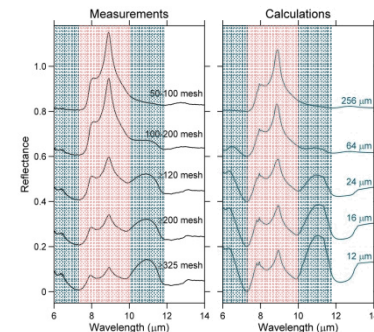 Measurements
Calculations
Reflectance
1.0
0.8
0.6
0.4
0.2
0
50-100 mesh
100-200 mesh
≥120 mesh
≥200 mesh
≥325 mesh
256 μm
64 μm
24 μm
16 μm
12 μm
6 8 10 12 14
6 8 10 12
Wavelength (μm)
Wavelength (μm)